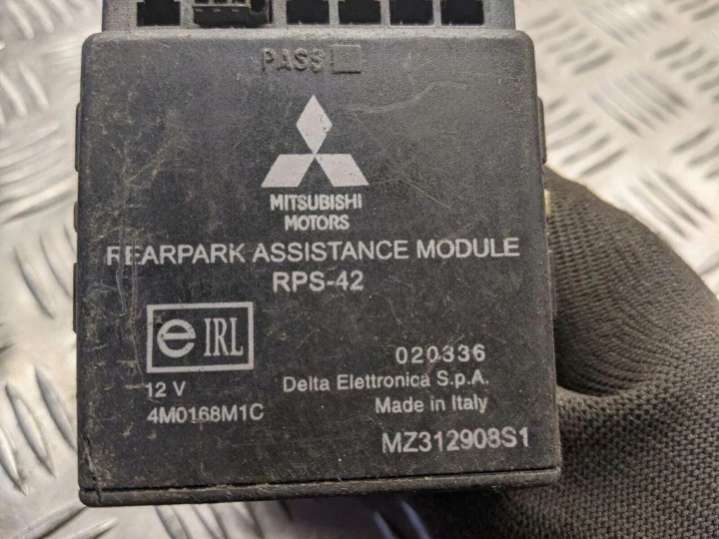 PASS
MITSUBISHI
MOTORS
REARPARK ASSISTANCE MODULE
RPS-42
e IRL
020336
12 V
Delta Elettronica S.p.A.
4M0168M1C
Made in Italy
MZ312908S1